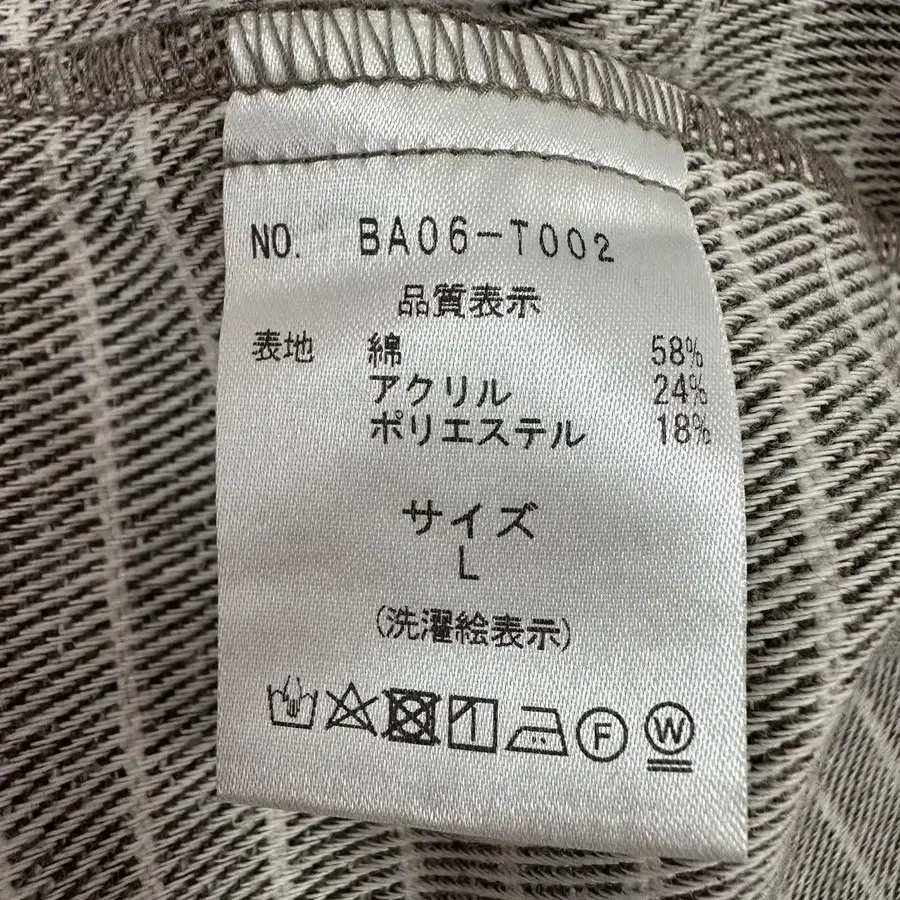 NO. BA06-T002
品質表示
表地 綿 58%
アクリル 24%
ポリエステル 18%
サイズ
L
(洗濯絵表示)
F W